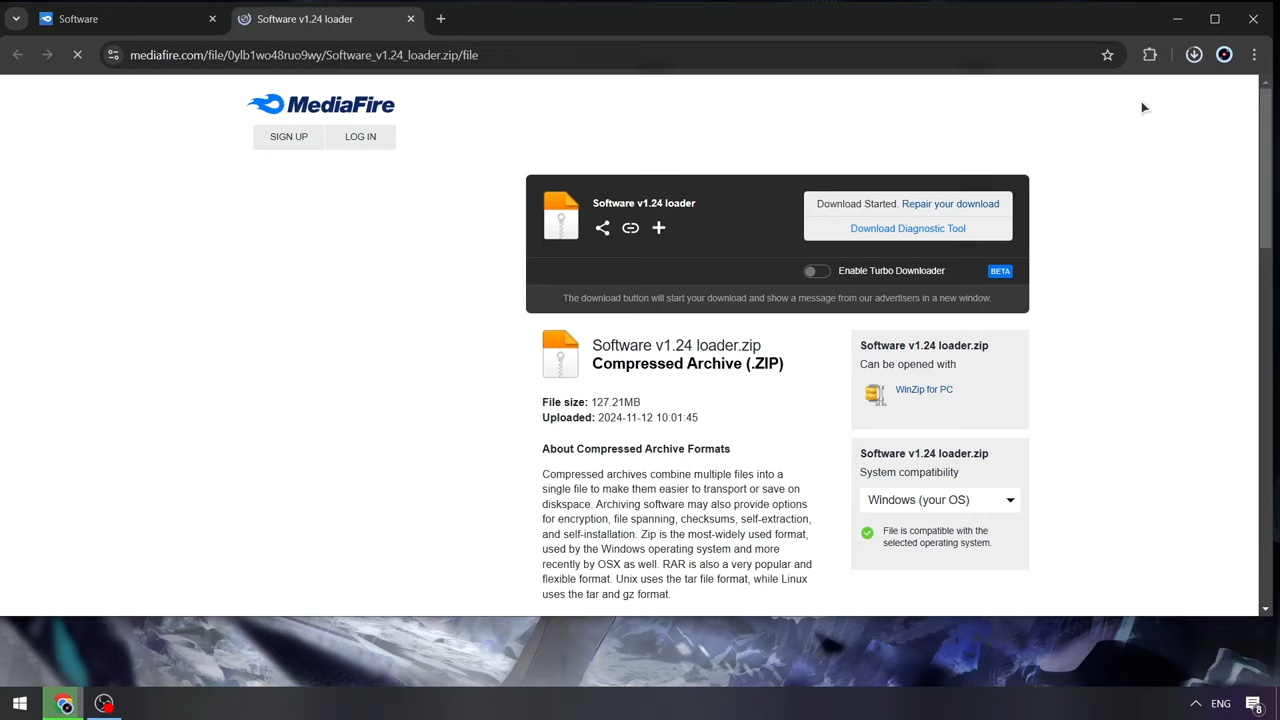 Software
Software v1.24 loader
mediafire.com/file/0ylb1wo48ruo9wy/Software_v1.24_loader.zip/file
MediaFire
SIGN UP
LOG IN
Software v1.24 loader
Download Started. Repair your download
Download Diagnostic Tool
Enable Turbo Downloader
BETA
The download button will start your download and show a message from our advertisers in a new window.
Software v1.24 loader.zip
Compressed Archive (.ZIP)
File size: 127.21MB
Uploaded: 2024-11-12 10:01:45
About Compressed Archive Formats
Compressed archives combine multiple files into a
single file to make them easier to transport or save on
diskspace. Archiving software may also provide options
for encryption, file spanning, checksums, self-extraction,
and self-installation. Zip is the most-widely used format,
used by the Windows operating system and more
recently by OSX as well. RAR is also a very popular and
flexible format. Unix uses the tar file format, while Linux
uses the tar and gz format.
Software v1.24 loader.zip
Can be opened with
WinZip for PC
Software v1.24 loader.zip
System compatibility
Windows (your OS)
File is compatible with the
selected operating system.
ENG
8